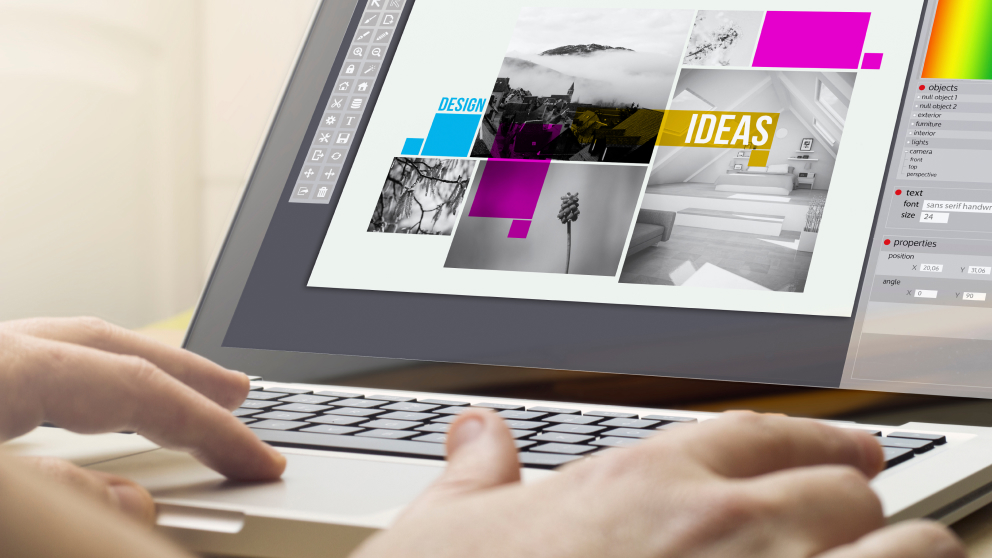 DESIGN
IDEAS
objects
null object 1
null object 2
exterior
furniture
interior
lights
camera
front
top
perspective
text
font sans serif handwr
size 24
properties
position
X 20,06 Y 31,06
angle
X 0 Y 90